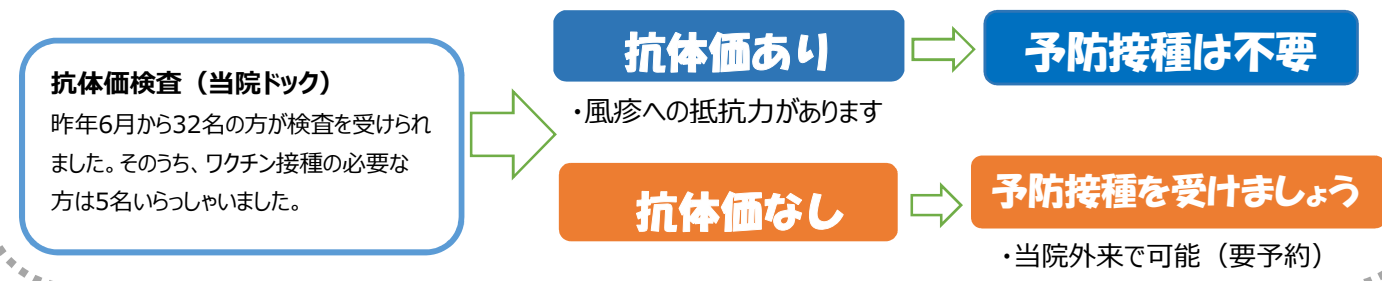 抗体価検査（当院ドック）
昨年6月から32名の方が検査を受けられ
ました。そのうち、ワクチン接種の必要な
方は5名いらっしゃいました。
抗体価あり
予防接種は不要
・風疹への抵抗力があります
抗体価なし
予防接種を受けましょう
・当院外来で可能（要予約）